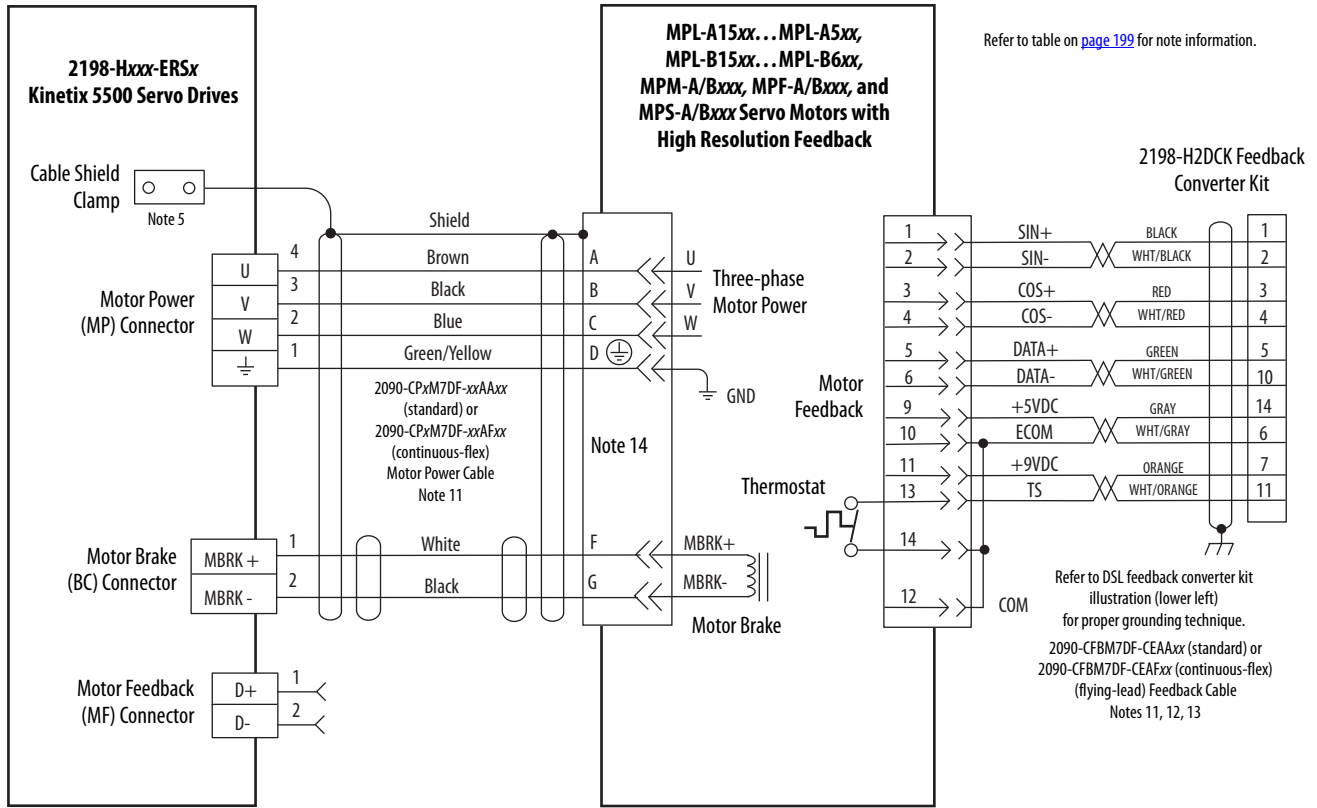 2198-Hxxx-ERSx
Kinetix 5500 Servo Drives
MPL-A15xx…MPL-A5xx,
MPL-B15xx…MPL-B6xx,
MPM-A/Bxxx, MPF-A/Bxxx, and
MPS-A/Bxxx Servo Motors with
High Resolution Feedback
Refer to table on page 199 for note information.
2198-H2DCK Feedback
Converter Kit
Cable Shield
Clamp
Note 5
Shield
Motor Power
(MP) Connector
U 4 Brown A U
V 3 Black B V
W 2 Blue C W
1 Green/Yellow D
Three-phase
Motor Power
GND
2090-CPxM7DF-xxAAxx
(standard) or
2090-CPxM7DF-xxAFxx
(continuous-flex)
Motor Power Cable
Note 11
Note 14
Motor Brake
(BC) Connector
MBRK + 1 White F MBRK+
MBRK - 2 Black G MBRK-
Motor Brake
Motor Feedback
(MF) Connector
D+ 1
D- 2
Motor
Feedback
Thermostat
1 SIN+ BLACK 1
2 SIN- WHT/BLACK 2
3 COS+ RED 3
4 COS- WHT/RED 4
5 DATA+ GREEN 5
6 DATA- WHT/GREEN 10
9 +5VDC GRAY 14
10 ECOM WHT/GRAY 6
11 +9VDC ORANGE 7
13 TS WHT/ORANGE 11
14
12 COM
Refer to DSL feedback converter kit
illustration (lower left)
for proper grounding technique.
2090-CFBM7DF-CEAAxx (standard) or
2090-CFBM7DF-CEAFxx (continuous-flex)
(flying-lead) Feedback Cable
Notes 11, 12, 13